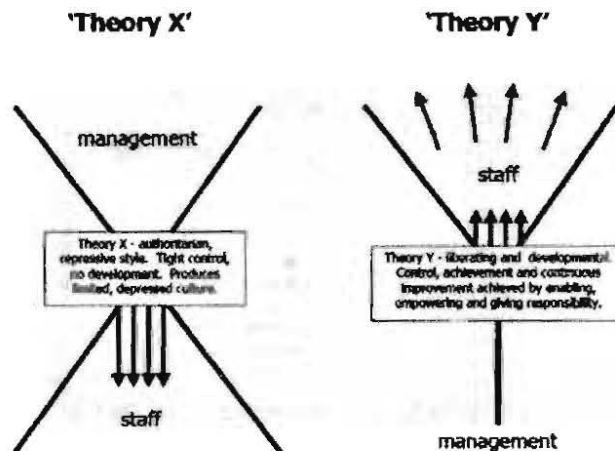 'Theory X'
management
Theory X - authoritarian,
repressive style. Tight control,
no development. Produces
limited, depressed culture.
staff
'Theory Y'
staff
Theory Y - liberating and developmental.
Control, achievement and continuous
improvement achieved by enabling,
empowering and giving responsibility.
management